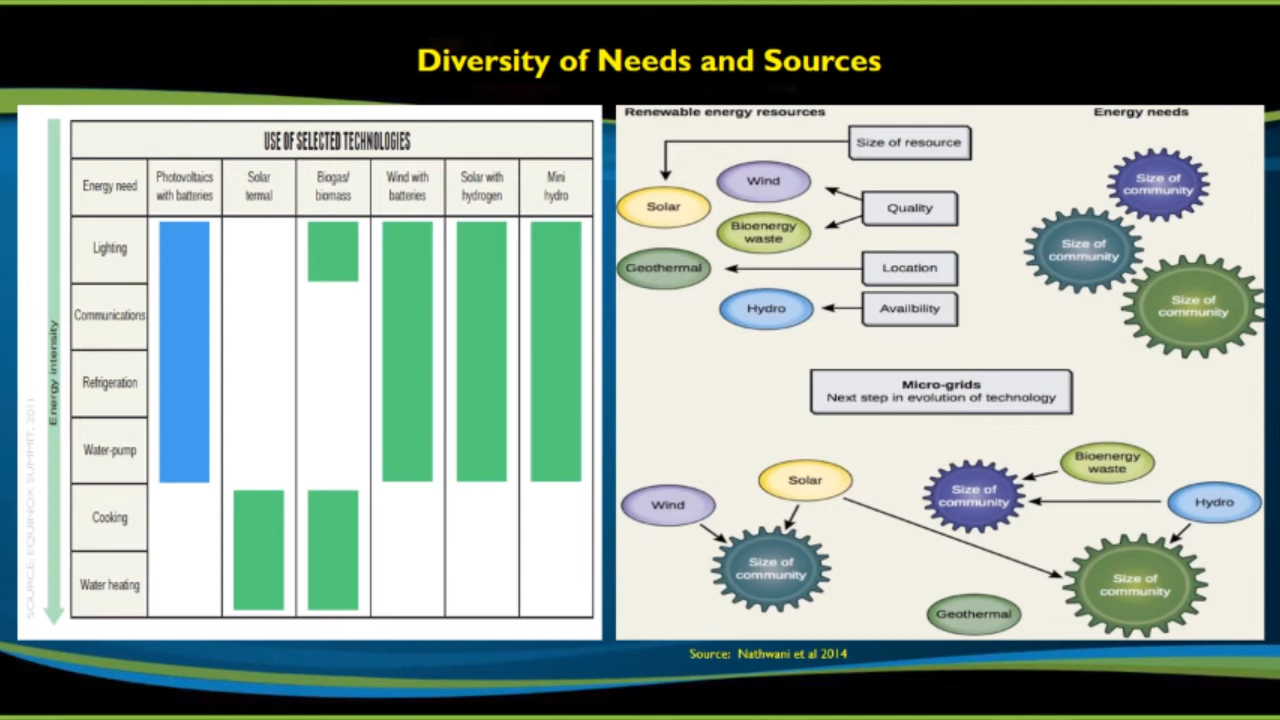 Diversity of Needs and Sources
USE OF SELECTED TECHNOLOGIES
Energy need
Photovoltaics
with batteries
Solar
termal
Biogas/
biomass
Wind with
batteries
Solar with
hydrogen
Mini
hydro
Lighting
Communications
Refrigeration
Water-pump
Cooking
Water heating
Energy intensity
SOURCE: EQUINOX SUMMIT, 2011
Renewable energy resources
Energy needs
Size of resource
Wind
Solar
Quality
Bioenergy
waste
Geothermal
Location
Hydro
Availbility
Size of
community
Size of
community
Size of
community
Micro-grids
Next step in evolution of technology
Bioenergy
waste
Solar
Wind
Size of
community
Hydro
Size of
community
Size of
community
Geothermal
Source: Nathwani et al 2014